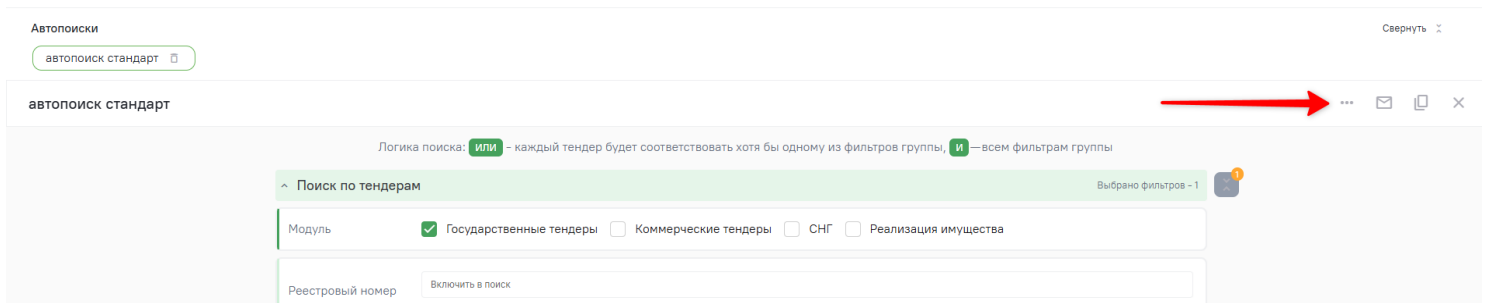 Автопоиски
Свернуть
автопоиск стандарт
автопоиск стандарт
Логика поиска: ИЛИ – каждый тендер будет соответствовать хотя бы одному из фильтров группы, И —всем фильтрам группы
Поиск по тендерам
Выбрано фильтров – 1
1
Модуль
Государственные тендеры
Коммерческие тендеры
СНГ
Реализация имущества
Реестровый номер
Включить в поиск